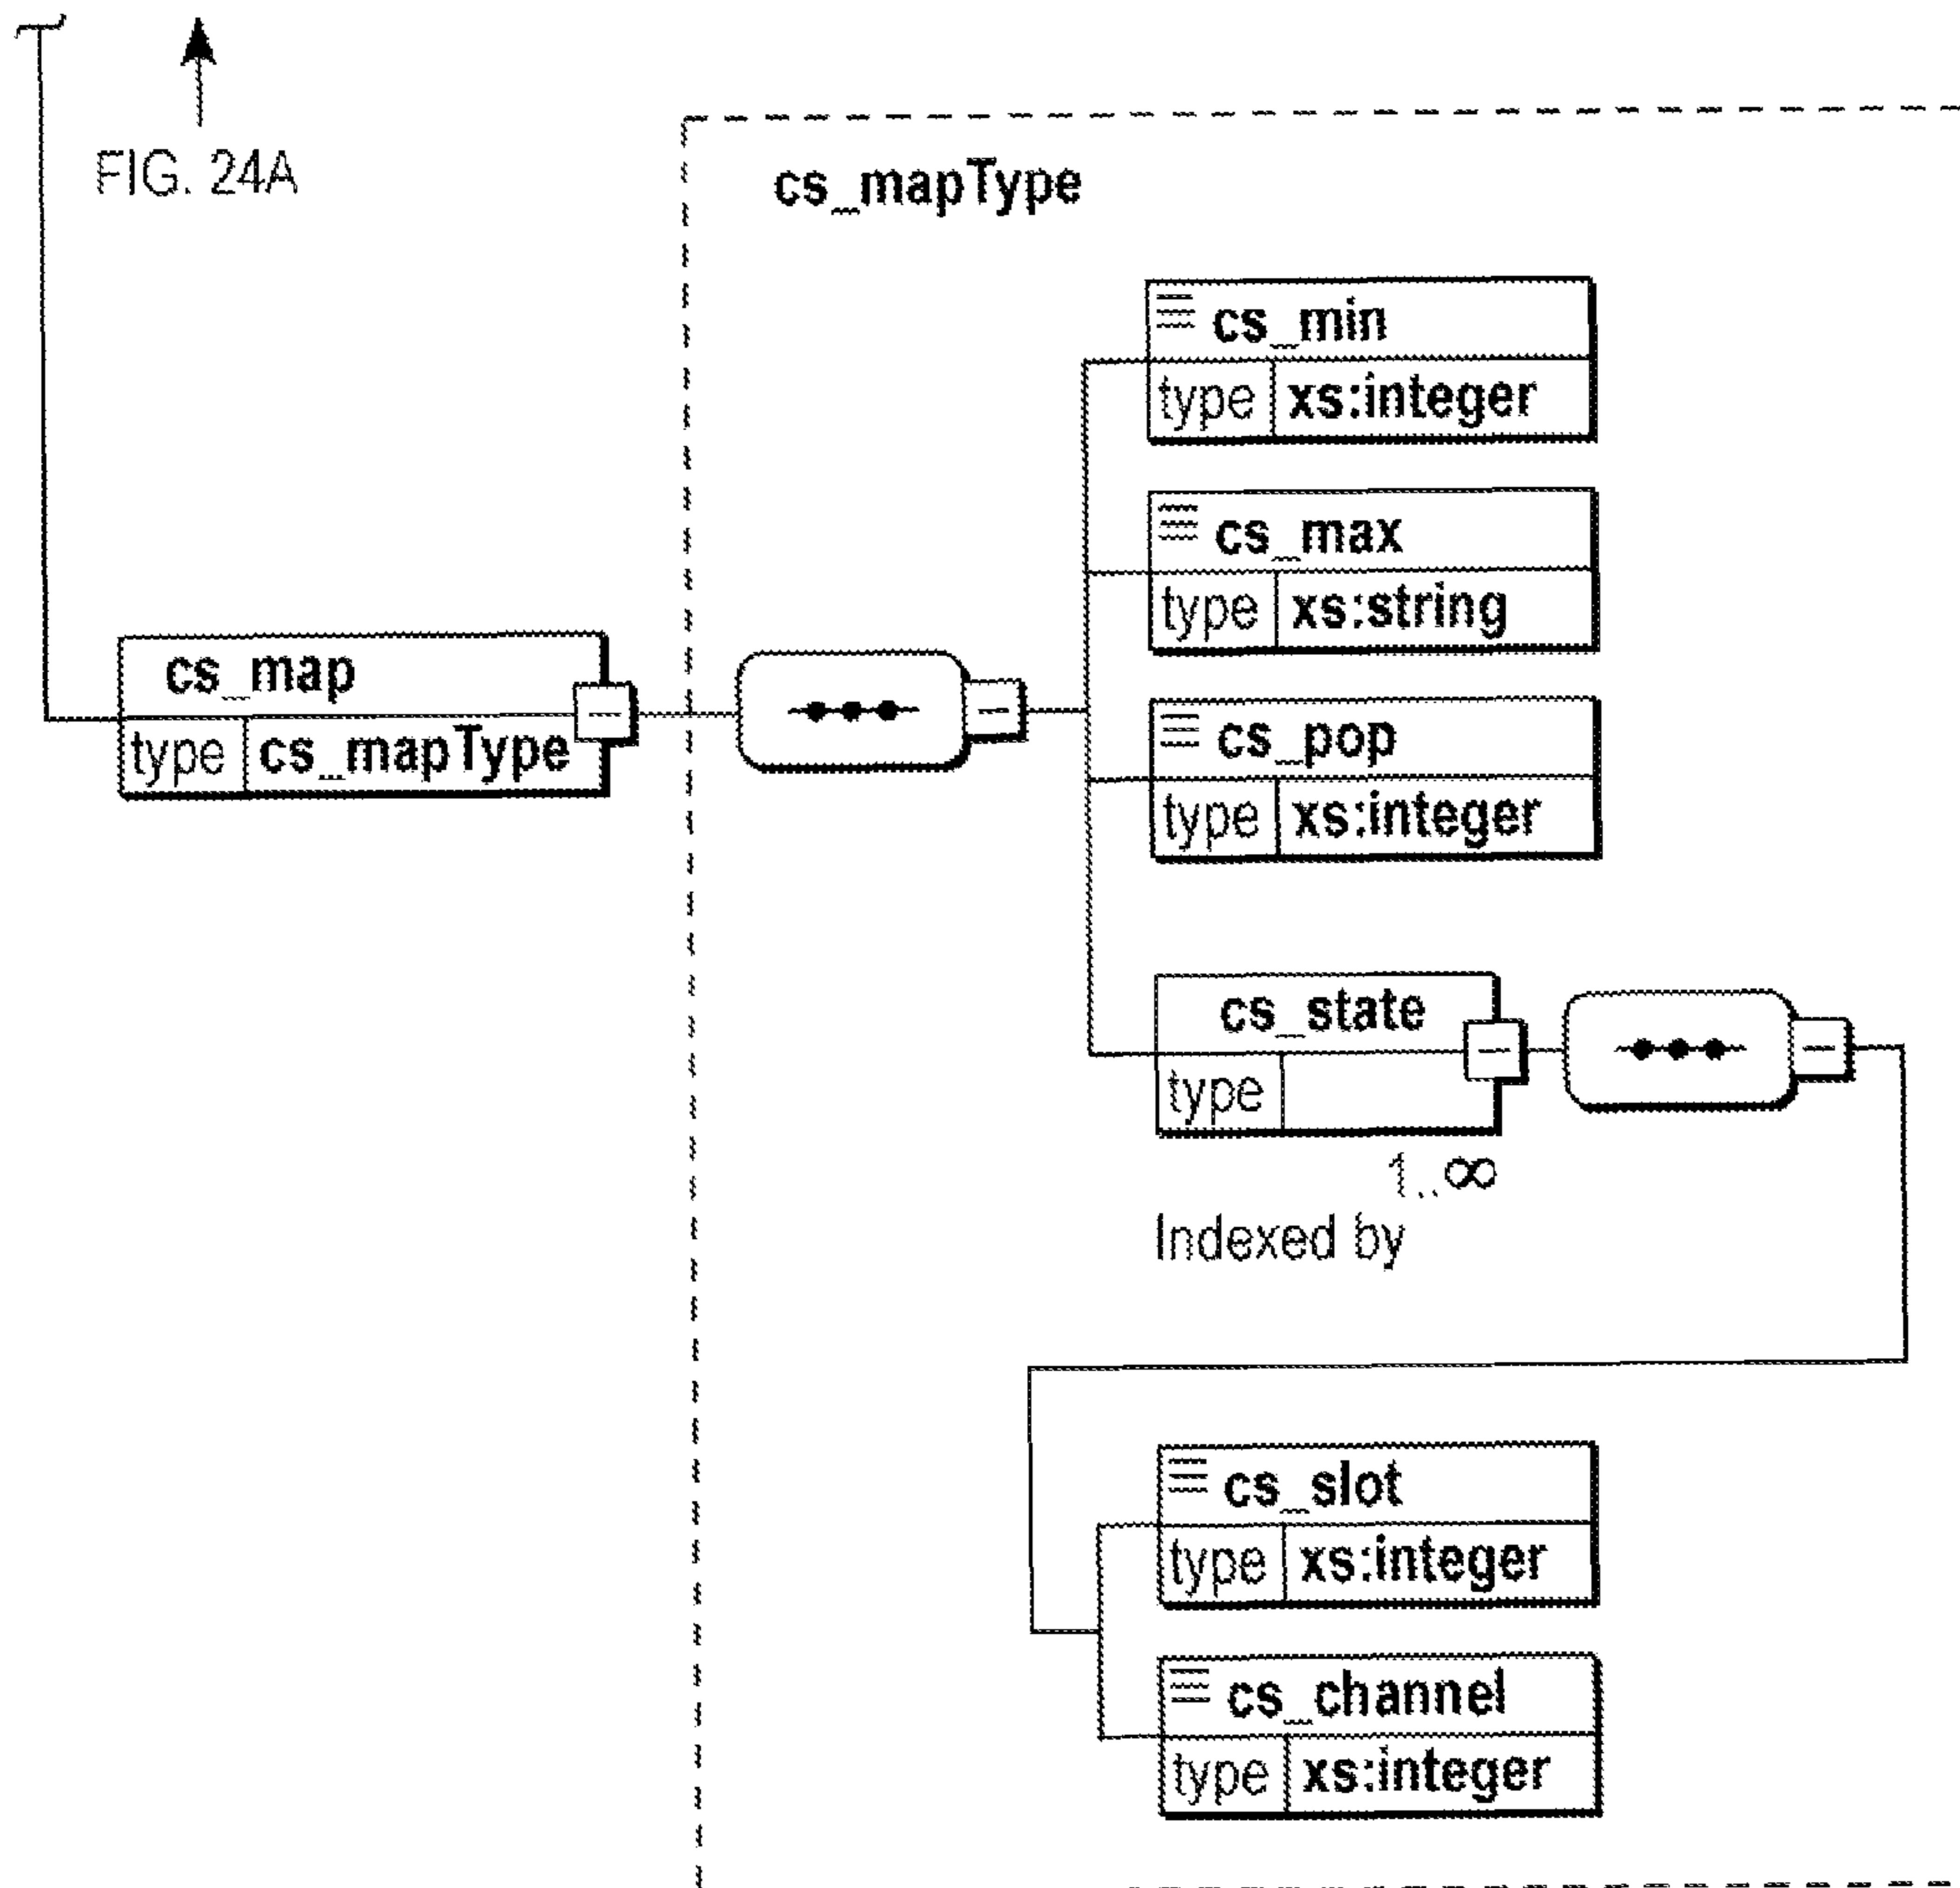 FIG. 24A
cs_mapType
cs_min
type xs:integer
cs_max
type xs:string
cs_map
type cs_mapType
cs_pop
type xs:integer
cs_state
type
1..∞
Indexed by
cs_slot
type xs:integer
cs_channel
type xs:integer